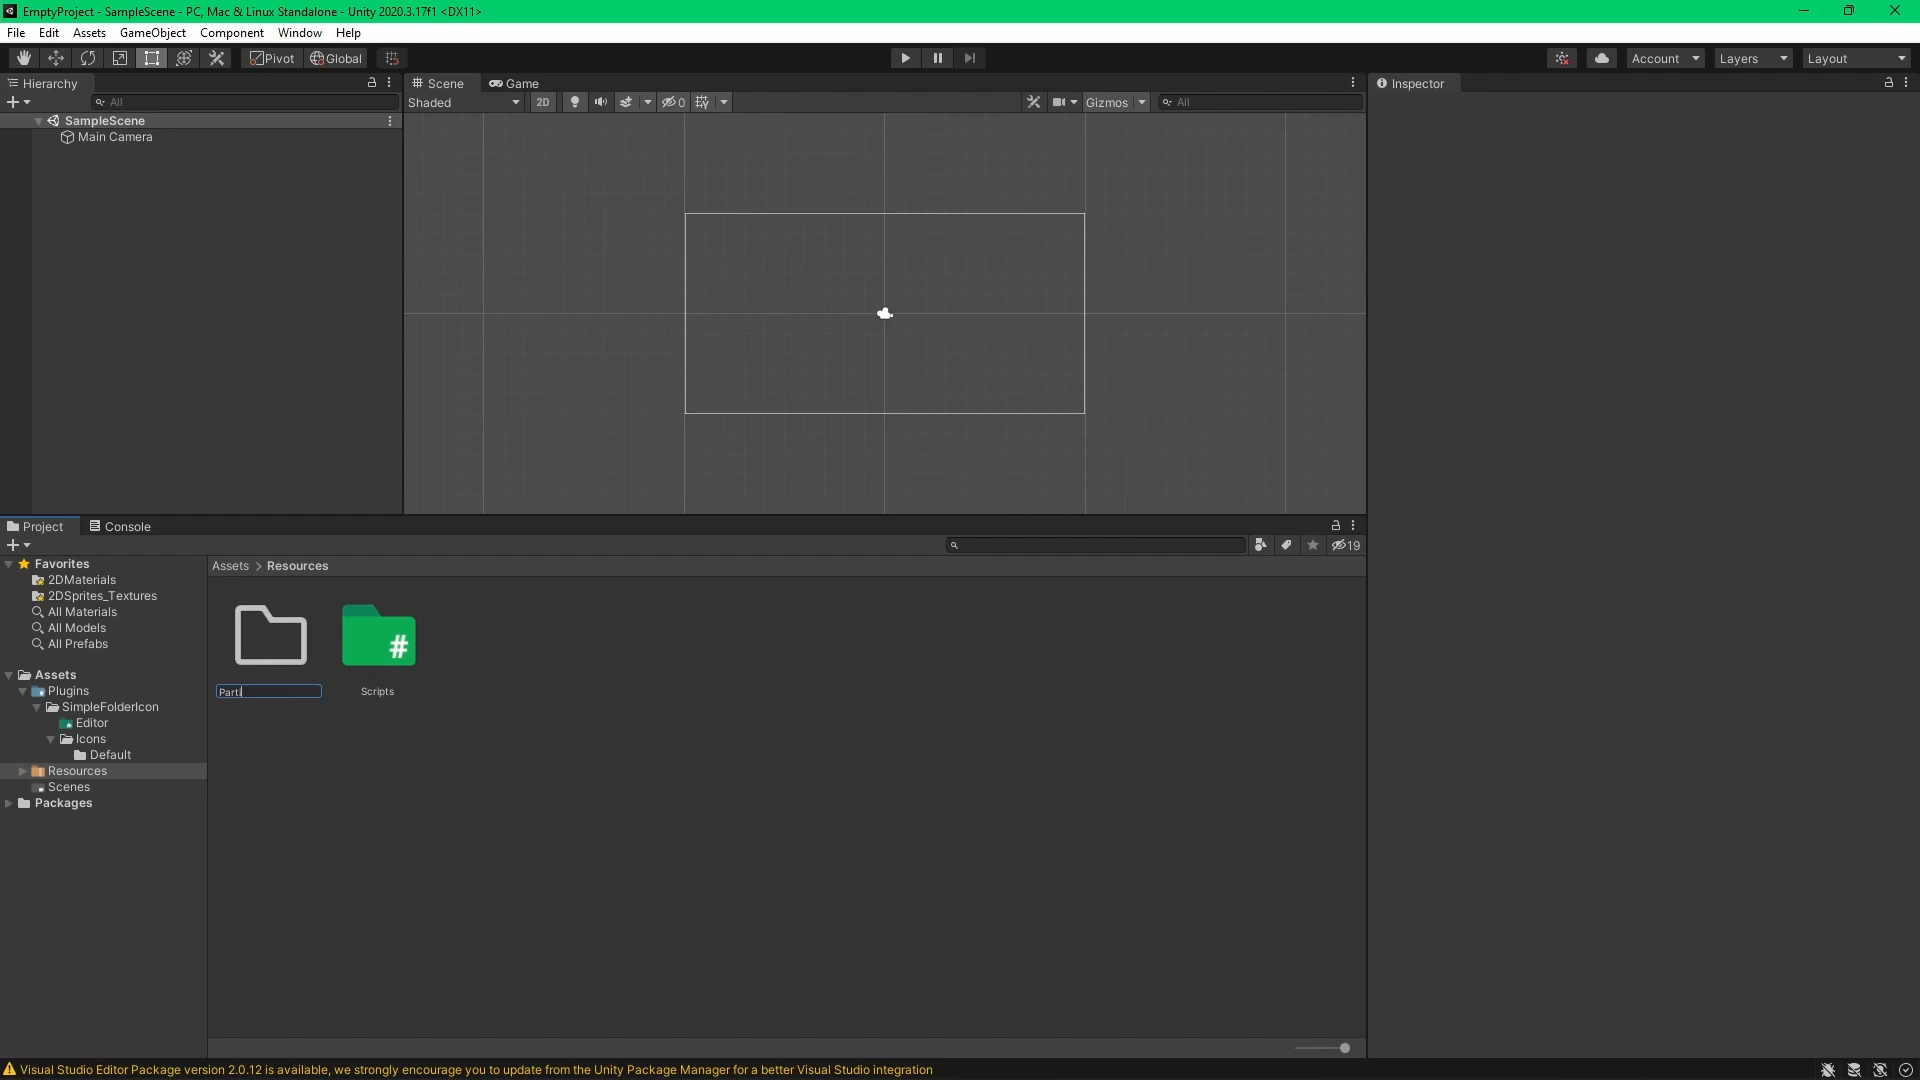 EmptyProject - SampleScene - PC, Mac & Linux Standalone - Unity 2020.3.17f1 <DX11>
File Edit Assets GameObject Component Window Help
Pivot Global Account Layers Layout
Hierarchy
All
SampleScene
Main Camera
Scene Game
Shaded 2D 0 Gizmos All
Inspector
Project Console
19
Favorites
2DMaterials
2DSprites_Textures
All Materials
All Models
All Prefabs
Assets
Plugins
SimpleFolderIcon
Editor
Icons
Default
Resources
Scenes
Packages
Assets > Resources
#
Parti
Scripts
Visual Studio Editor Package version 2.0.12 is available, we strongly encourage you to update from the Unity Package Manager for a better Visual Studio integration